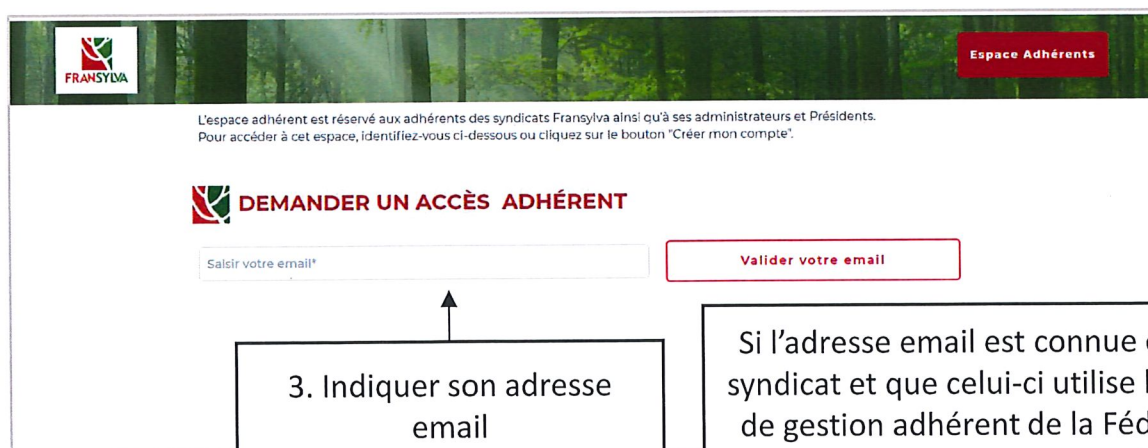 FRANSYLVA
Espace Adhérents
L'espace adhérent est réservé aux adhérents des syndicats Fransylva ainsi qu'à ses administrateurs et Présidents.
Pour accéder à cet espace, identifiez-vous ci-dessous ou cliquez sur le bouton "Créer mon compte".
DEMANDER UN ACCÈS ADHÉRENT
Saisir votre email*
Valider votre email
3. Indiquer son adresse
email
Si l'adresse email est connue
syndicat et que celui-ci utilise
de gestion adhérent de la